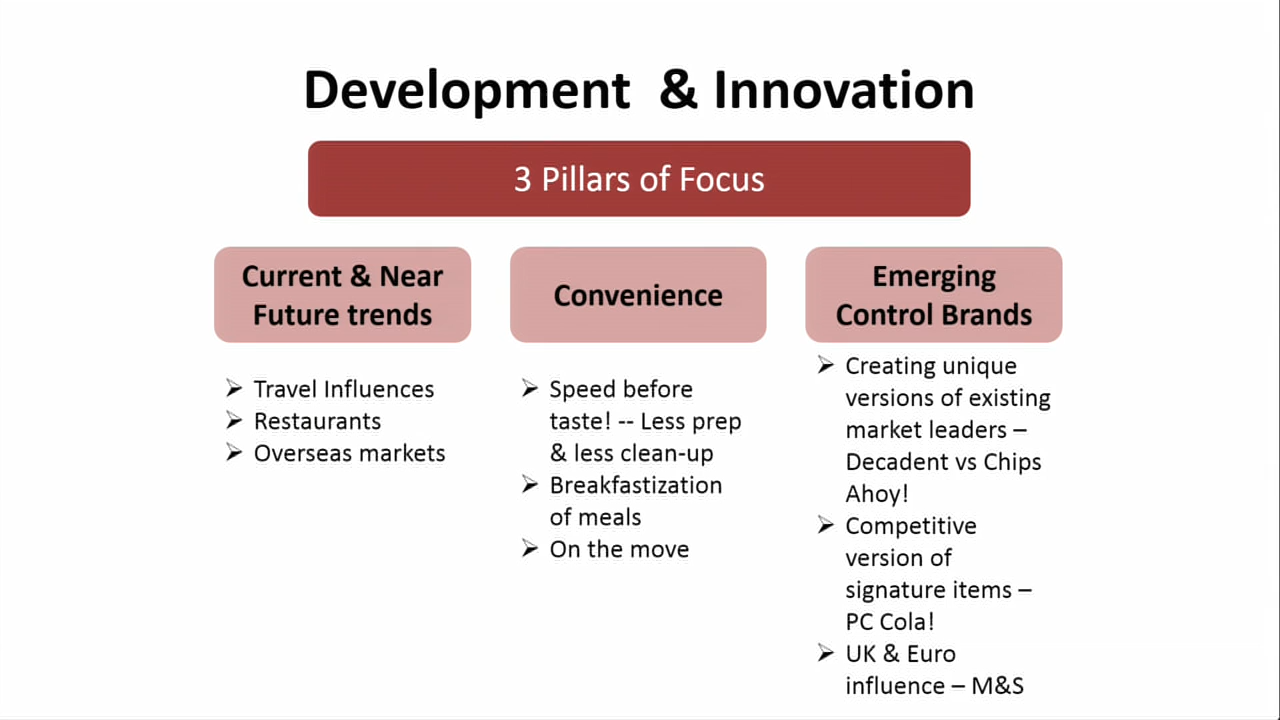 Development  & Innovation
3 Pillars of Focus
Current & Near
Future trends
➢ Travel Influences
➢ Restaurants
➢ Overseas markets
Convenience
➢ Speed before
taste! -- Less prep
& less clean-up
➢ Breakfastization
of meals
➢ On the move
Emerging
Control Brands
➢ Creating unique
versions of existing
market leaders –
Decadent vs Chips
Ahoy!
➢ Competitive
version of
signature items –
PC Cola!
➢ UK & Euro
influence – M&S